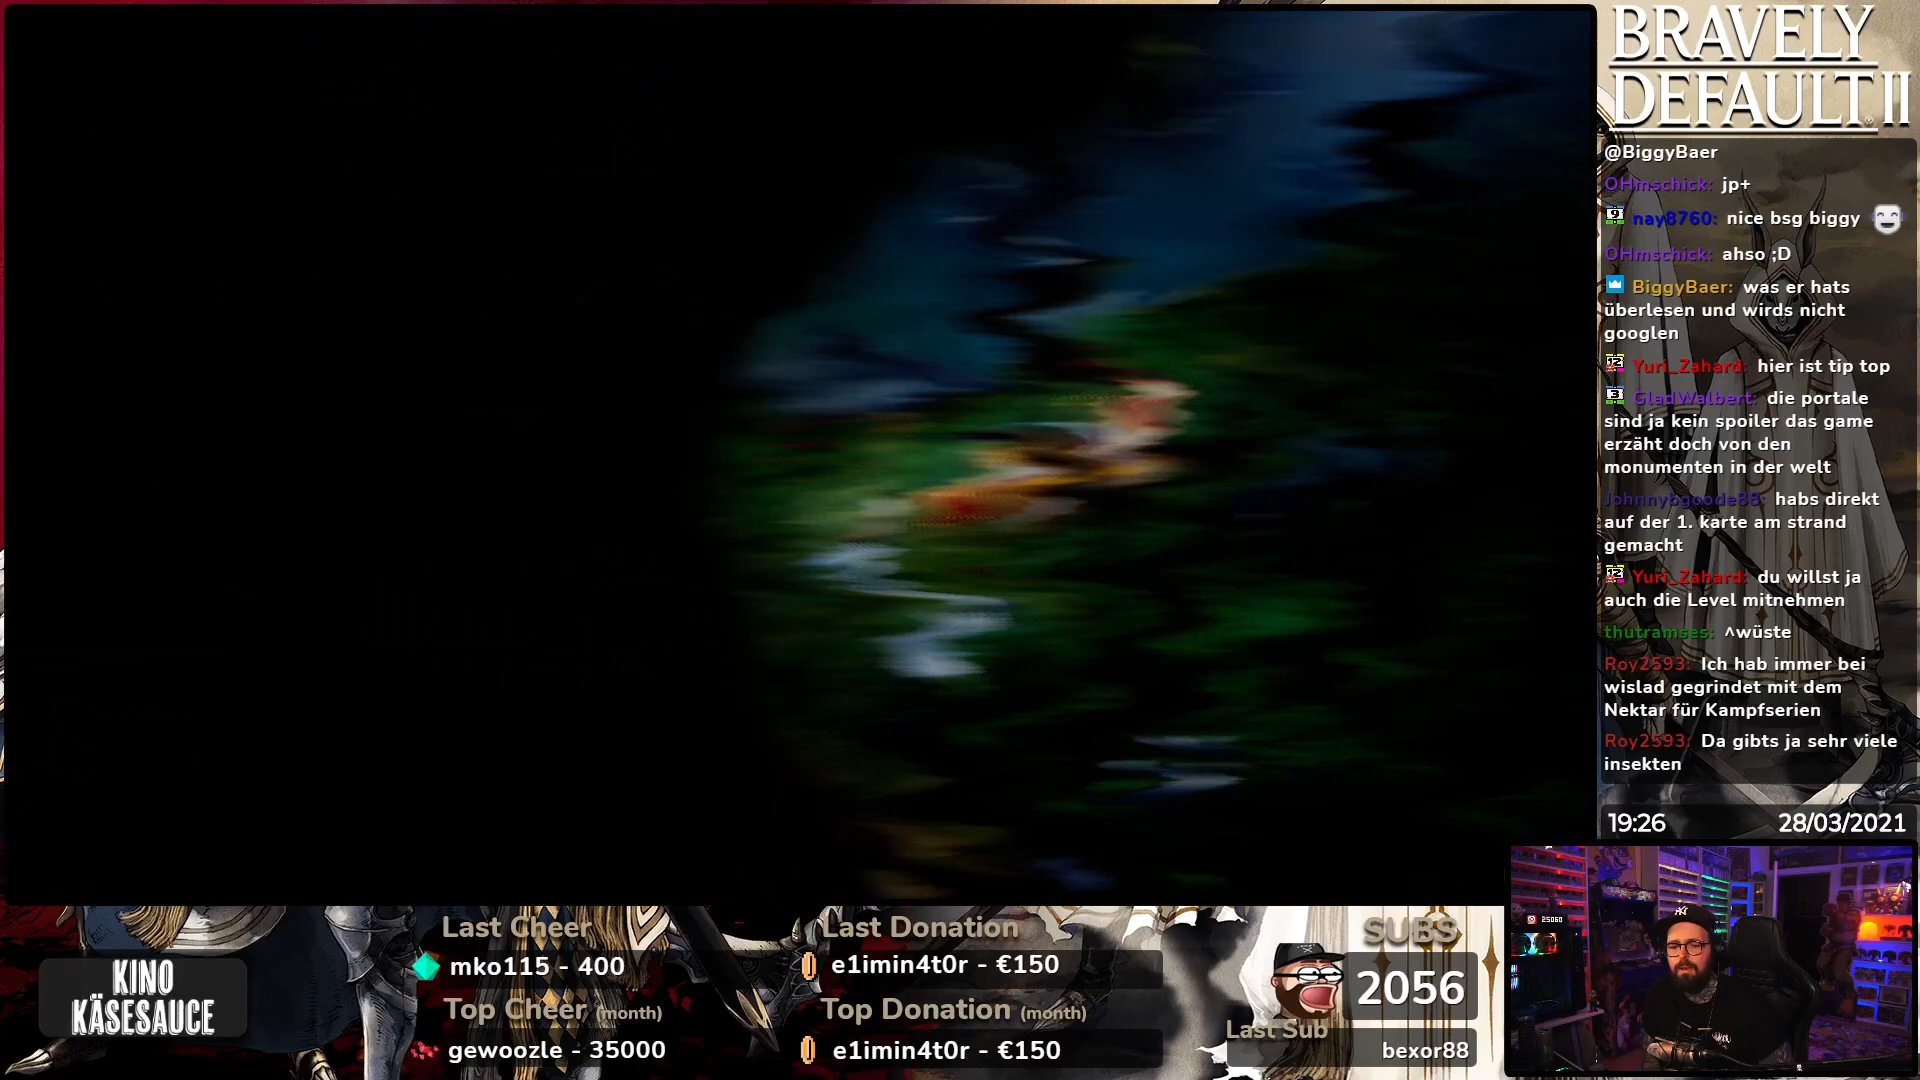 BRAVELY
DEFAULT II
@BiggyBaer
OHmschick: jp+
nay8760: nice bsg biggy
OHmschick: ahso ;D
BiggyBaer: was er hats
überlesen und wirds nicht
googlen
Yuri_Zahard: hier ist tip top
GladWalbert: die portale
sind ja kein spoiler das game
erzählt doch von den
monumenten in der welt
Johnnybgoode88: habs direkt
auf der 1. karte am strand
gemacht
Yuri_Zahard: du willst ja
auch die Level mitnehmen
thutramses: ^wüste
Roy2593: Ich hab immer bei
wislad gegrindet mit dem
Nektar für Kampfserien
Roy2593: Da gibts ja sehr viele
insekten
19:26 28/03/2021
KINO
KÄSESAUCE
Last Cheer
mko115 - 400
Top Cheer (month)
gewoozle - 35000
Last Donation
e1imin4t0r - €150
Top Donation (month)
e1imin4t0r - €150
SUBS
2056
Last Sub
bexor88